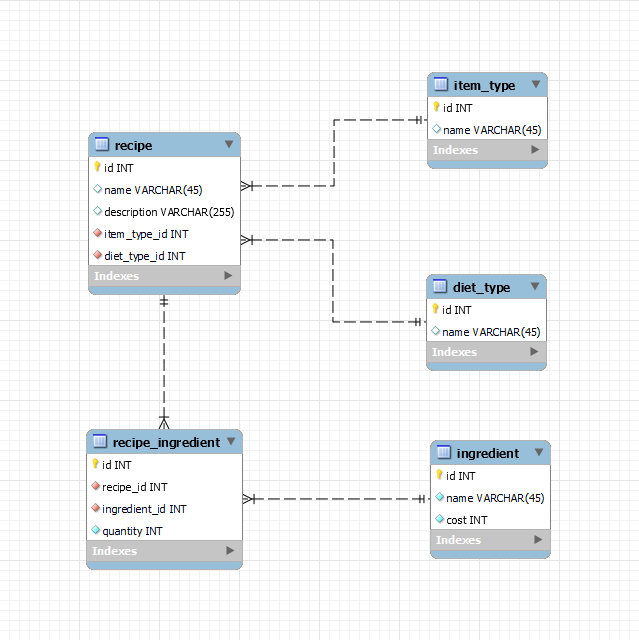 recipe
id INT
name VARCHAR(45)
description VARCHAR(255)
item_type_id INT
diet_type_id INT
Indexes
item_type
id INT
name VARCHAR(45)
Indexes
diet_type
id INT
name VARCHAR(45)
Indexes
recipe_ingredient
id INT
recipe_id INT
ingredient_id INT
quantity INT
Indexes
ingredient
id INT
name VARCHAR(45)
cost INT
Indexes